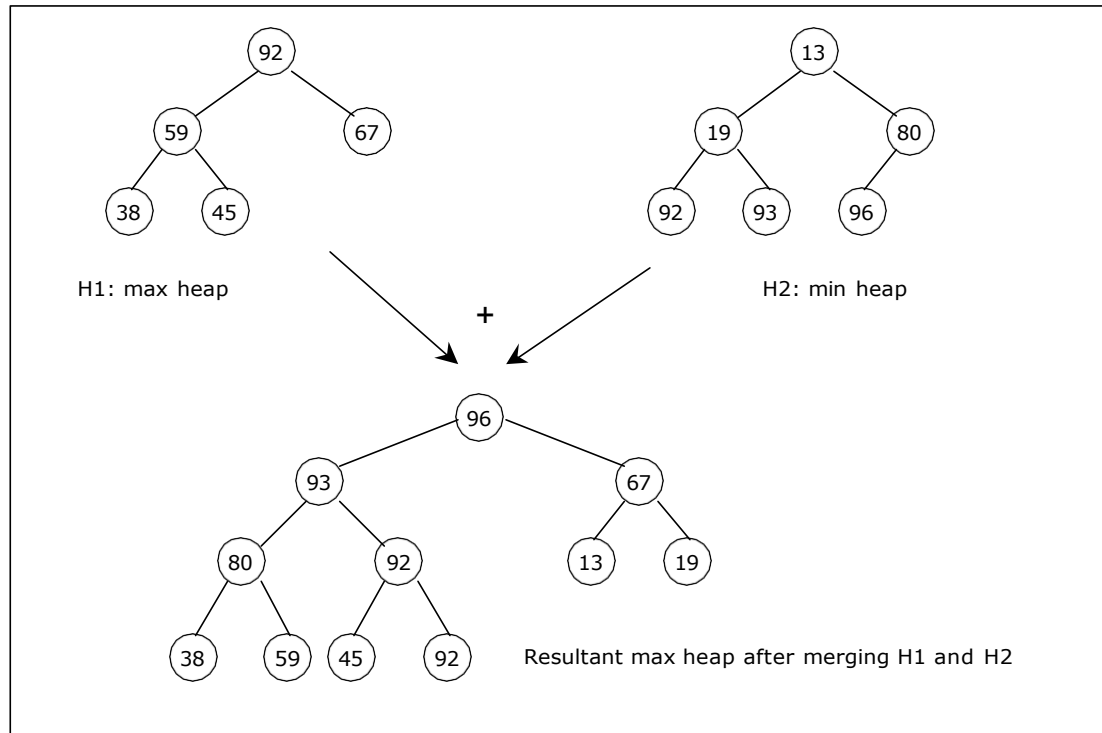 92 13
59 67 19 80
38 45 92 93 96
H1: max heap H2: min heap
+
96
93 67
80 92 13 19
38 59 45 92 Resultant max heap after merging H1 and H2